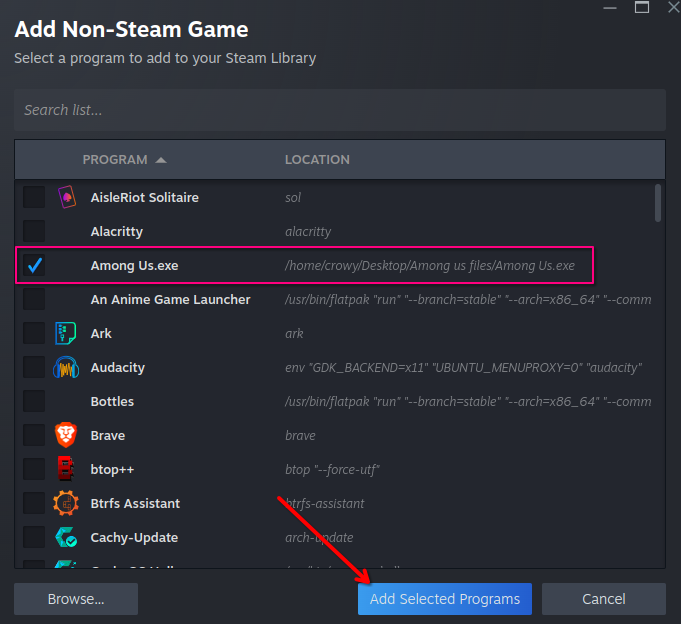 Add Non-Steam Game
Select a program to add to your Steam Library
Search list...
PROGRAM LOCATION
AisleRiot Solitaire sol
Alacritty alacritty
Among Us.exe /home/crowy/Desktop/Among us files/Among Us.exe
An Anime Game Launcher /usr/bin/flatpak "run" "--branch=stable" "--arch=x86_64" "--comm
Ark ark
Audacity env "GDK_BACKEND=x11" "UBUNTU_MENUPROXY=0" "audacity"
Bottles /usr/bin/flatpak "run" "--branch=stable" "--arch=x86_64" "--comm
Brave brave
btop++ btop "--force-utf"
Btrfs Assistant btrfs-assistant
Cachy-Update arch-update
Browse... Add Selected Programs Cancel